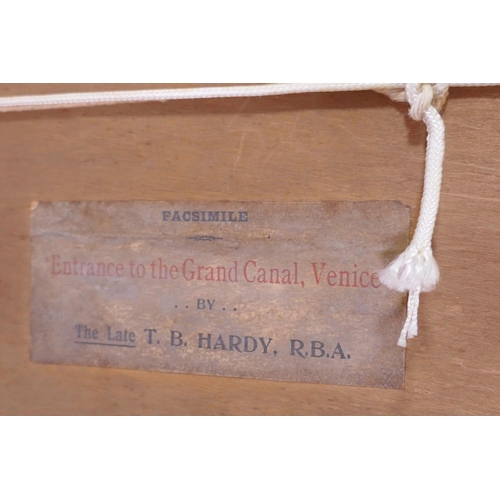 FACSIMILE
"Entrance to the Grand Canal, Venice
. . BY . .
The Late T. B. HARDY, R.B.A.